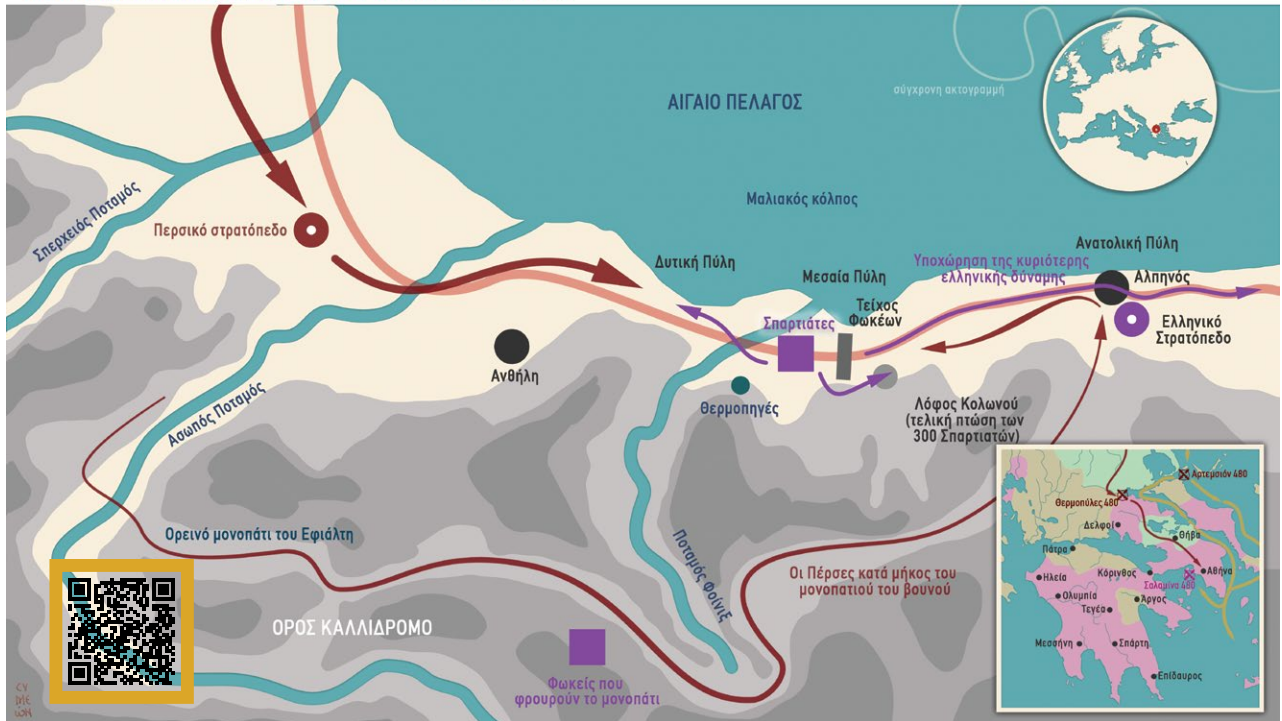 ΑΙΓΑΙΟ ΠΕΛΑΓΟΣ
σύγχρονη ακτογραμμή
Σπερχειός Ποταμός
Περσικό στρατόπεδο
Μαλιακός κόλπος
Δυτική Πύλη
Μεσαία Πύλη
Τείχος
Φωκέων
Υποχώρηση της κυριότερης
ελληνικής δύναμης
Ανατολική Πύλη
Αλπηνός
Ελληνικό
Στρατόπεδο
Σπαρτιάτες
Ανθήλη
Θερμοπηγές
Λόφος Κολωνού
(τελική πτώση των
300 Σπαρτιατών)
Ασωπός Ποταμός
Ορεινό μονοπάτι του Εφιάλτη
Ποταμός Φοίνιξ
Οι Πέρσες κατά μήκος του
μονοπατιού του βουνού
ΟΡΟΣ ΚΑΛΛΙΔΡΟΜΟ
Φωκείς που
φρουρούν το μονοπάτι
Αρτεμισιόν 480
Θερμοπύλες 480
Δελφοί
Θήβα
Πάτρα
Αθήνα
Κόρινθος
Σαλαμίνα 480
Ηλεία
Ολυμπία
Άργος
Τεγέα
Μεσσήνη
Σπάρτη
Επίδαυρος